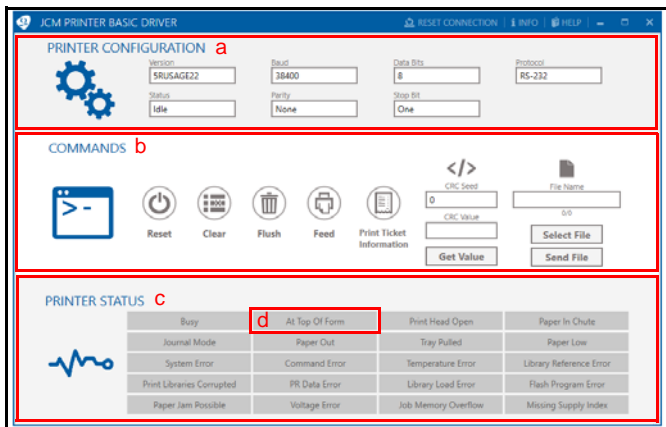 JCM PRINTER BASIC DRIVER RESET CONNECTION | i INFO | HELP |
PRINTER CONFIGURATION a
Version Baud Data Bits Protocol
5RUSAGE22 38400 8 RS-232
Status Parity Stop Bit
Idle None One
COMMANDS b
</>
CRC Seed File Name
0
0/0
CRC Value
Reset Clear Flush Feed Print Ticket
Information
Select File
Get Value Send File
PRINTER STATUS c
Busy d At Top Of Form Print Head Open Paper In Chute
Journal Mode Paper Out Tray Pulled Paper Low
System Error Command Error Temperature Error Library Reference Error
Print Libraries Corrupted PR Data Error Library Load Error Flash Program Error
Paper Jam Possible Voltage Error Job Memory Overflow Missing Supply Index